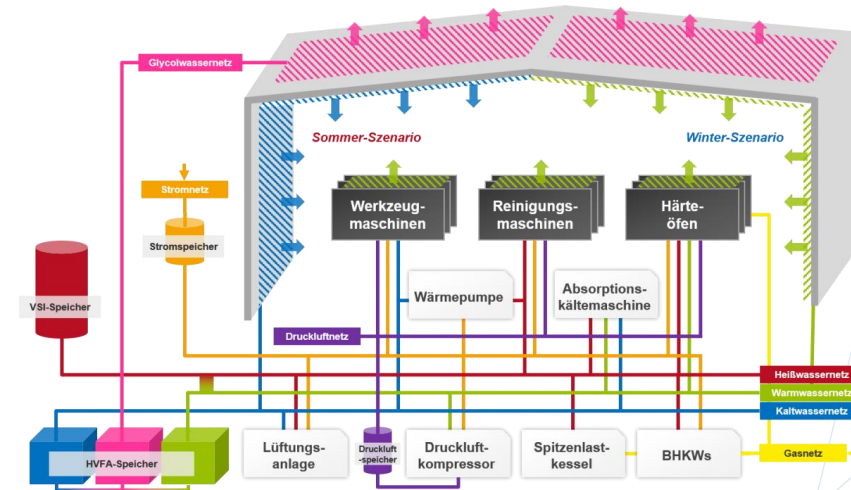 Glycolwassernetz
Sommer-Szenario
Winter-Szenario
Stromnetz
Werkzeug-
maschinen
Reinigungs-
maschinen
Härte-
öfen
Stromspeicher
VSI-Speicher
Wärmepumpe
Absorptions-
kältemaschine
Druckluftnetz
Heißwassernetz
Warmwassernetz
Kaltwassernetz
HVFA-Speicher
Lüftungs-
anlage
Druckluft
-speicher
Druckluft-
kompressor
Spitzenlast-
kessel
BHKWs
Gasnetz